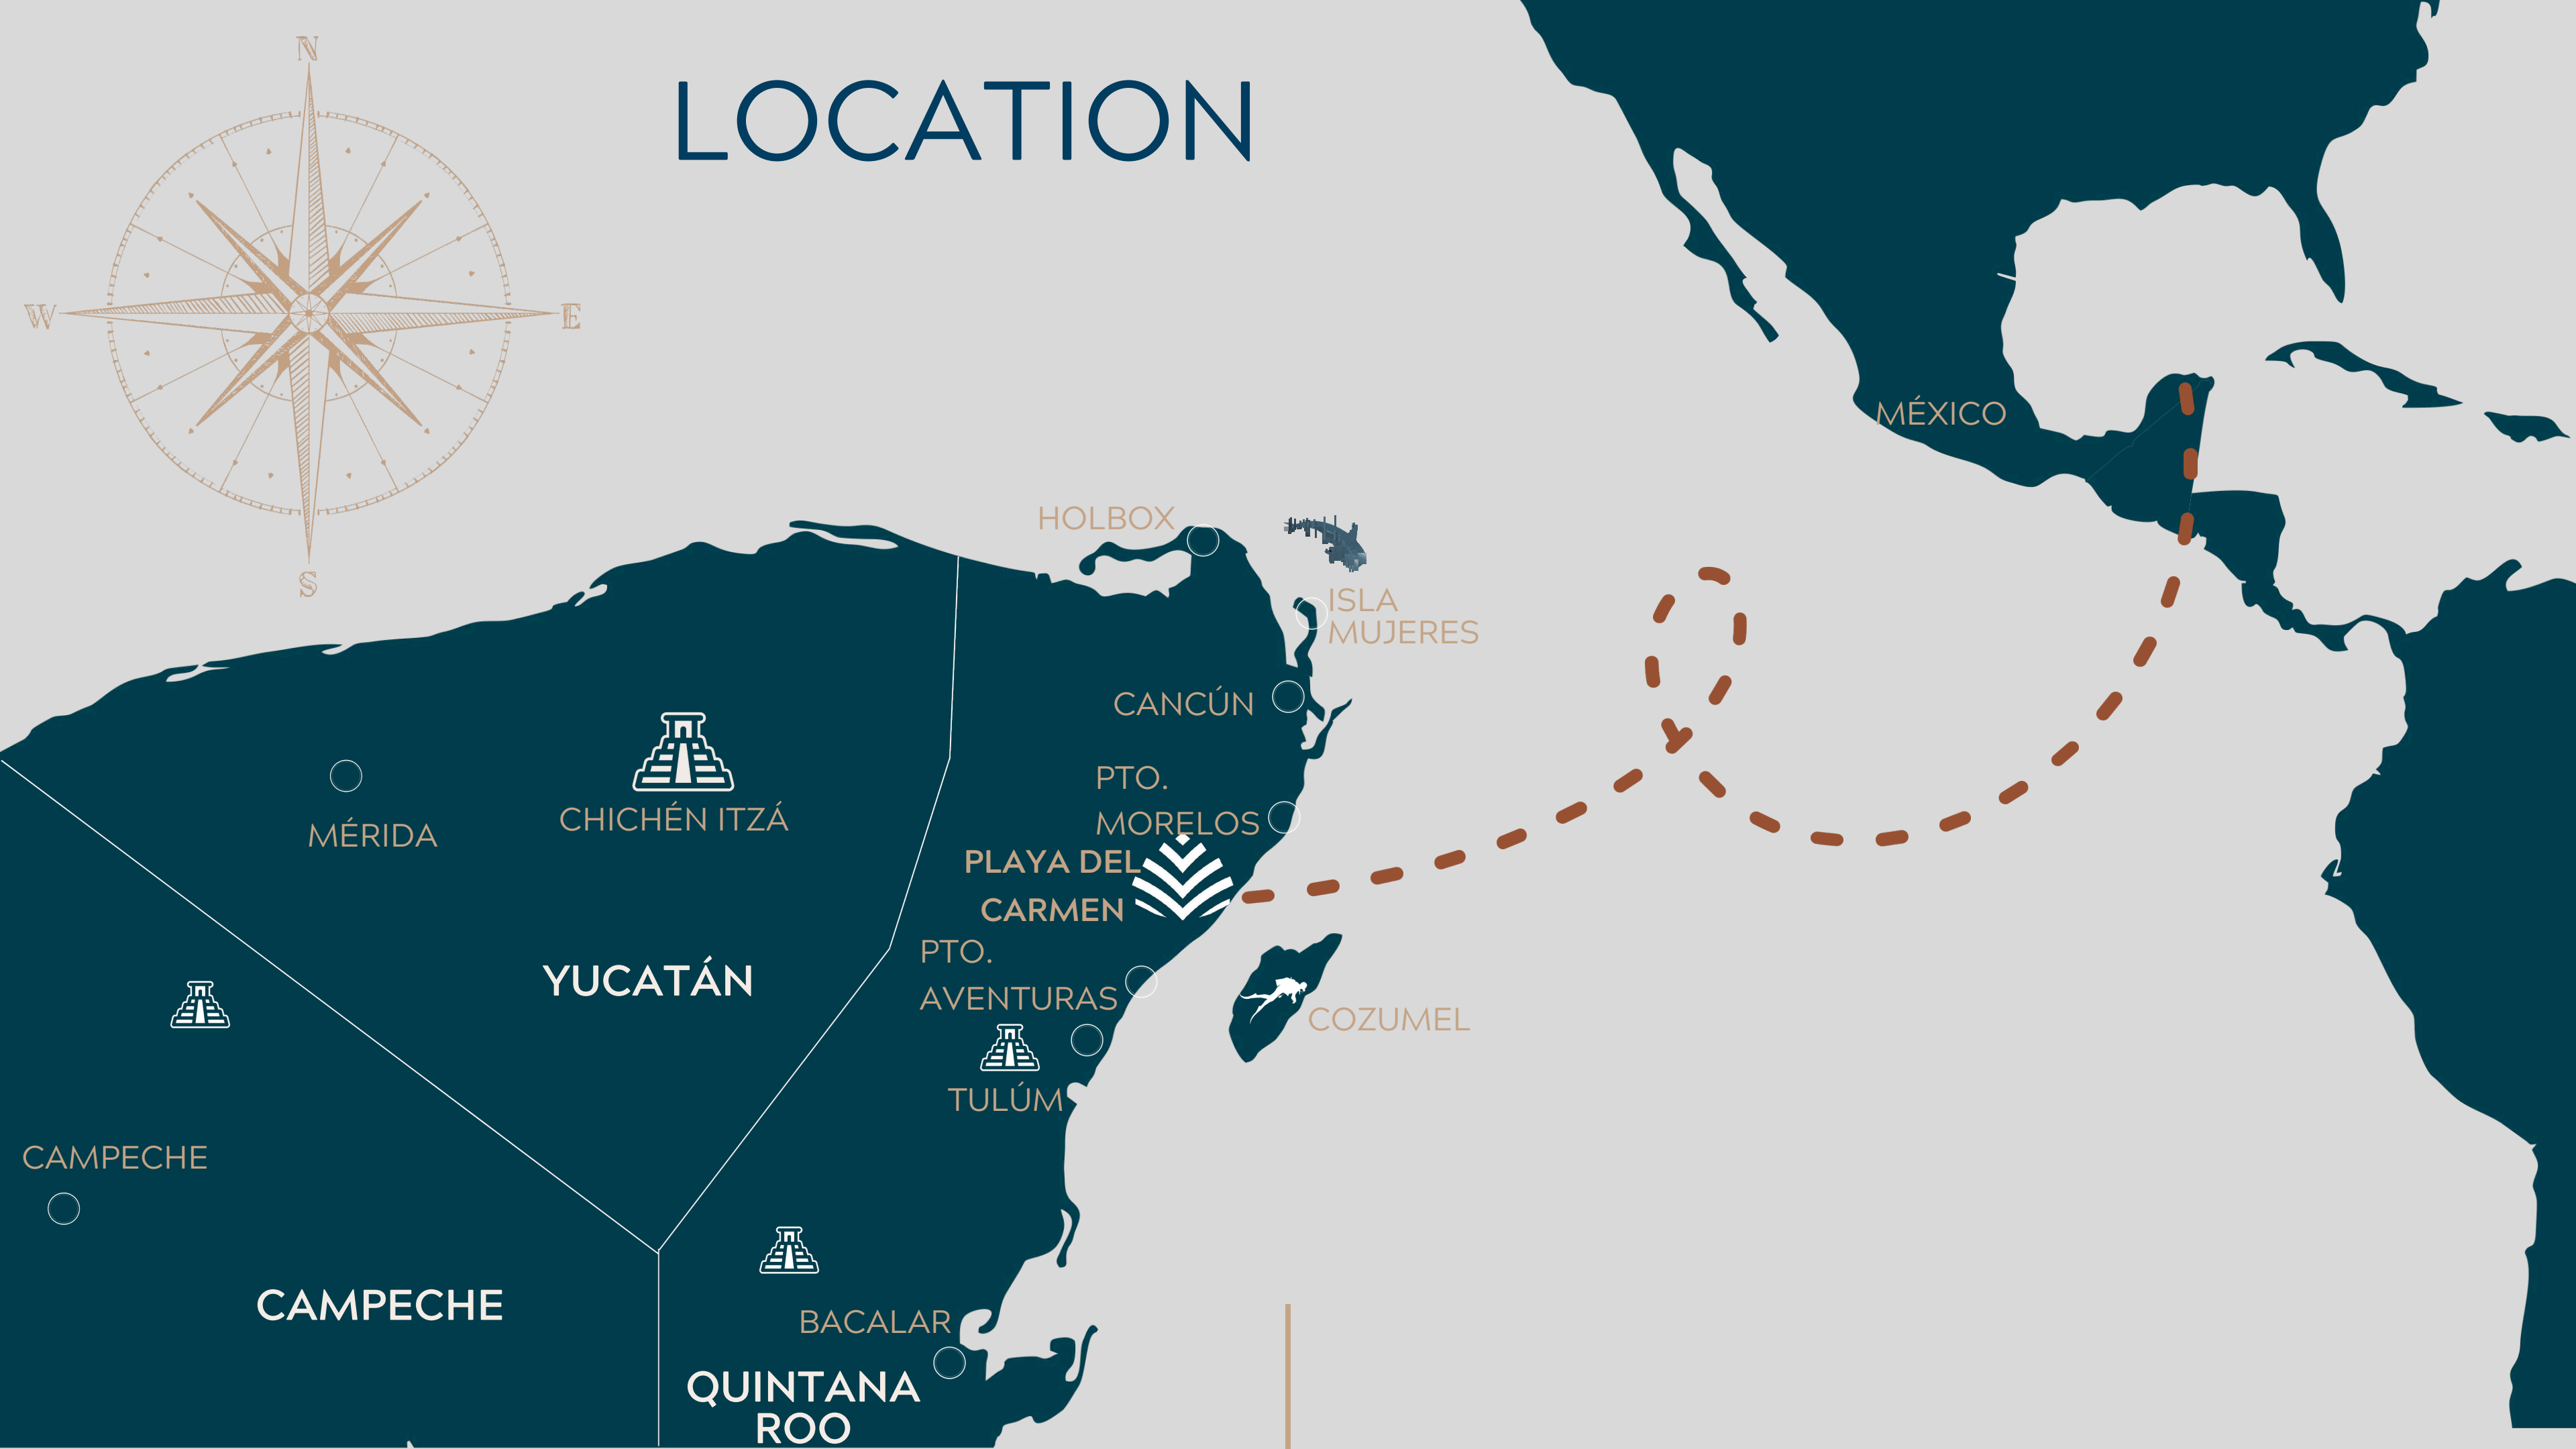 N
LOCATION
W
E
S
MÉXICO
HOLBOX
ISLA
MUJERES
CANCÚN
PTO.
MORELOS
CHICHÉN ITZÁ
MÉRIDA
PLAYA DEL
CARMEN
PTO.
AVENTURAS
YUCATÁN
COZUMEL
TULÚM
CAMPECHE
CAMPECHE
BACALAR
QUINTANA
ROO